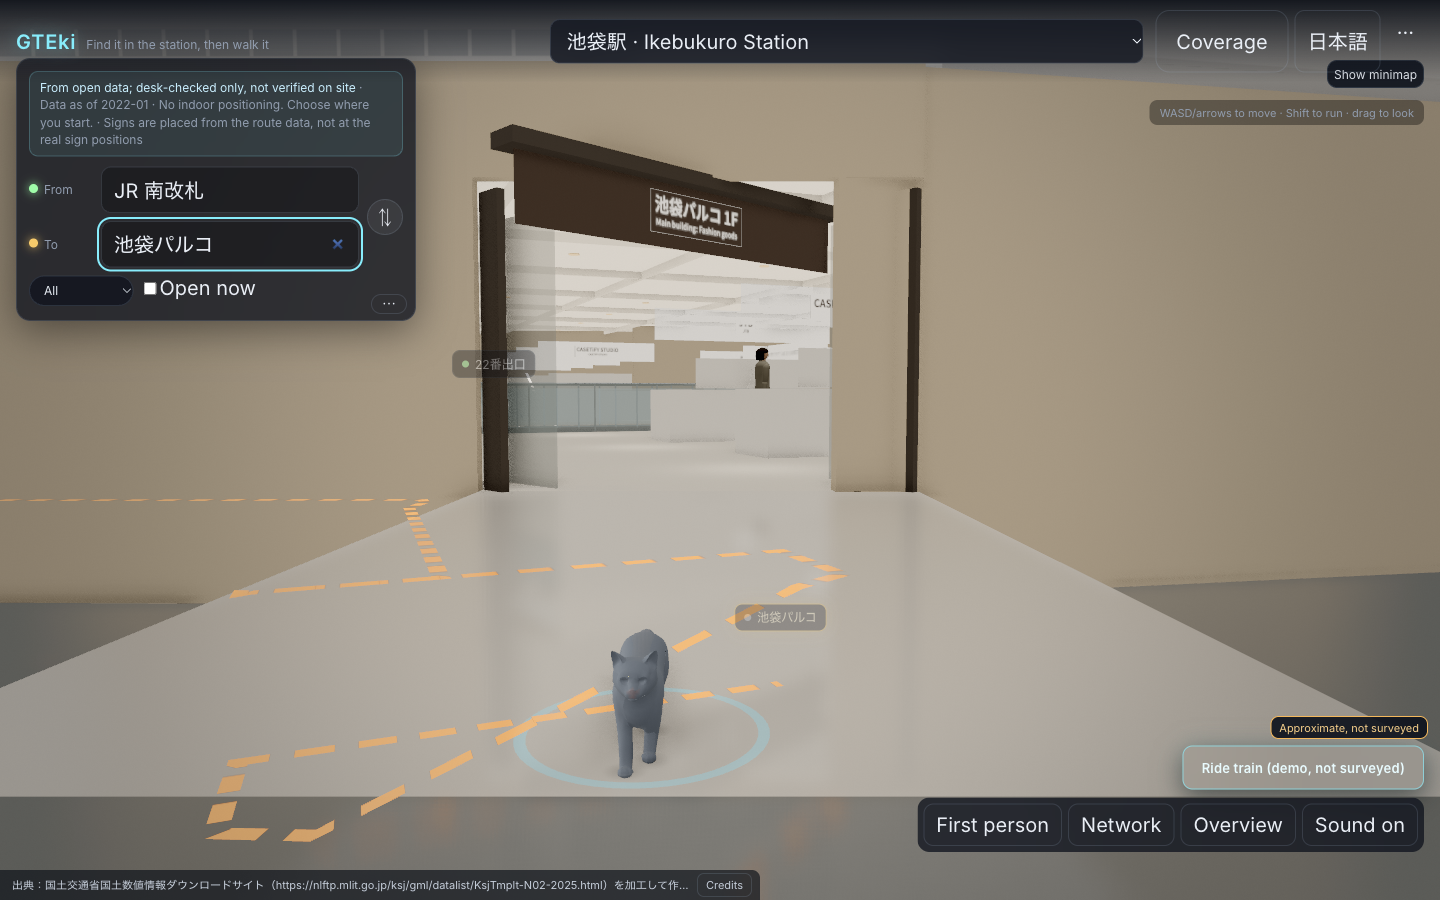 GTEki
Find it in the station, then walk it
池袋駅 · Ikebukuro Station
Coverage
日本語
...
Show minimap
WASD/arrows to move · Shift to run · drag to look
From open data; desk-checked only, not verified on site ·
Data as of 2022-01 · No indoor positioning. Choose where
you start. · Signs are placed from the route data, not at the
real sign positions
From
JR 南改札
To
池袋パルコ
All
Open now
...
池袋パルコ 1F
Main building: Fashion goods
CASETIFY STUDIO
22番出口
池袋パルコ
Approximate, not surveyed
Ride train (demo, not surveyed)
First person
Network
Overview
Sound on
出典：国土交通省国土数値情報ダウンロードサイト（https://nlftp.mlit.go.jp/ksj/gml/datalist/KsjTmplt-N02-2025.html）を加工して作...
Credits